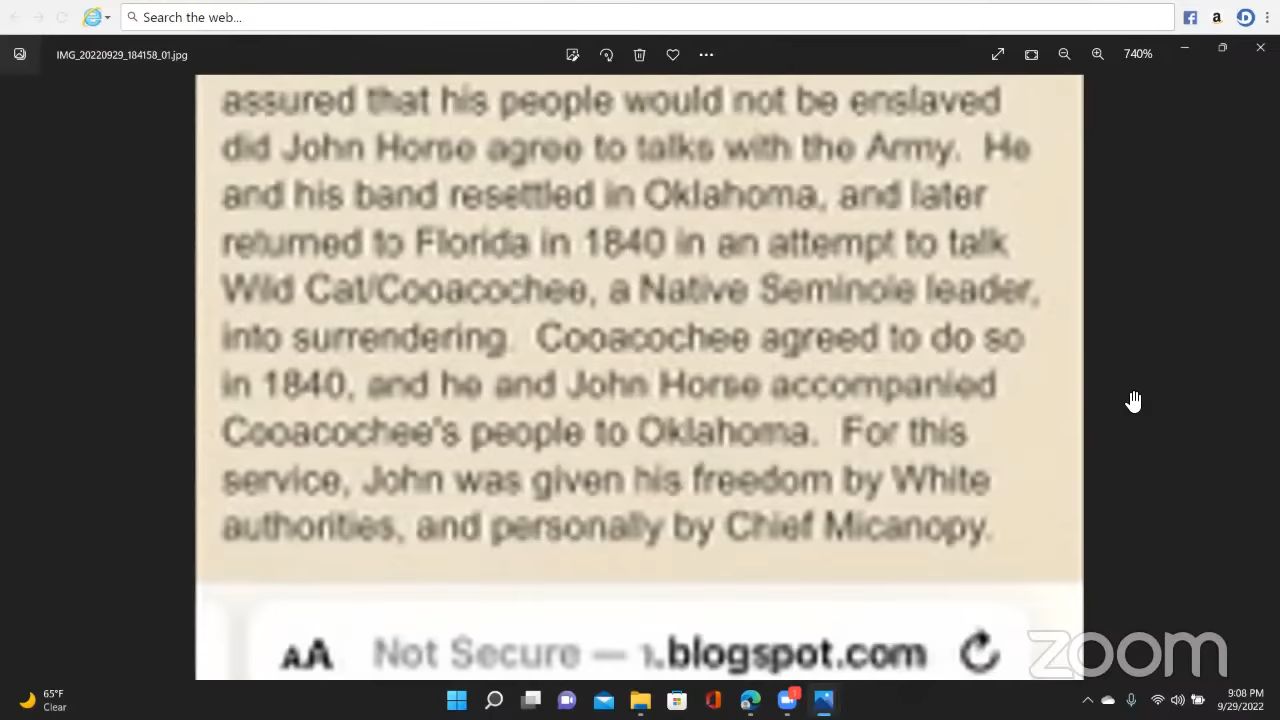 Search the web...
IMG_20220929_184158_01.jpg
740%
assured that his people would not be enslaved
did John Horse agree to talks with the Army. He
and his band resettled in Oklahoma, and later
returned to Florida in 1840 in an attempt to talk
Wild Cat/Cooacochee, a Native Seminole leader,
into surrendering. Cooacochee agreed to do so
in 1840, and he and John Horse accompanied
Cooacochee's people to Oklahoma. For this
service, John was given his freedom by White
authorities, and personally by Chief Micanopy.
AA Not Secure — 1.blogspot.com
zoom
65°F
Clear
1
9:08 PM
9/29/2022